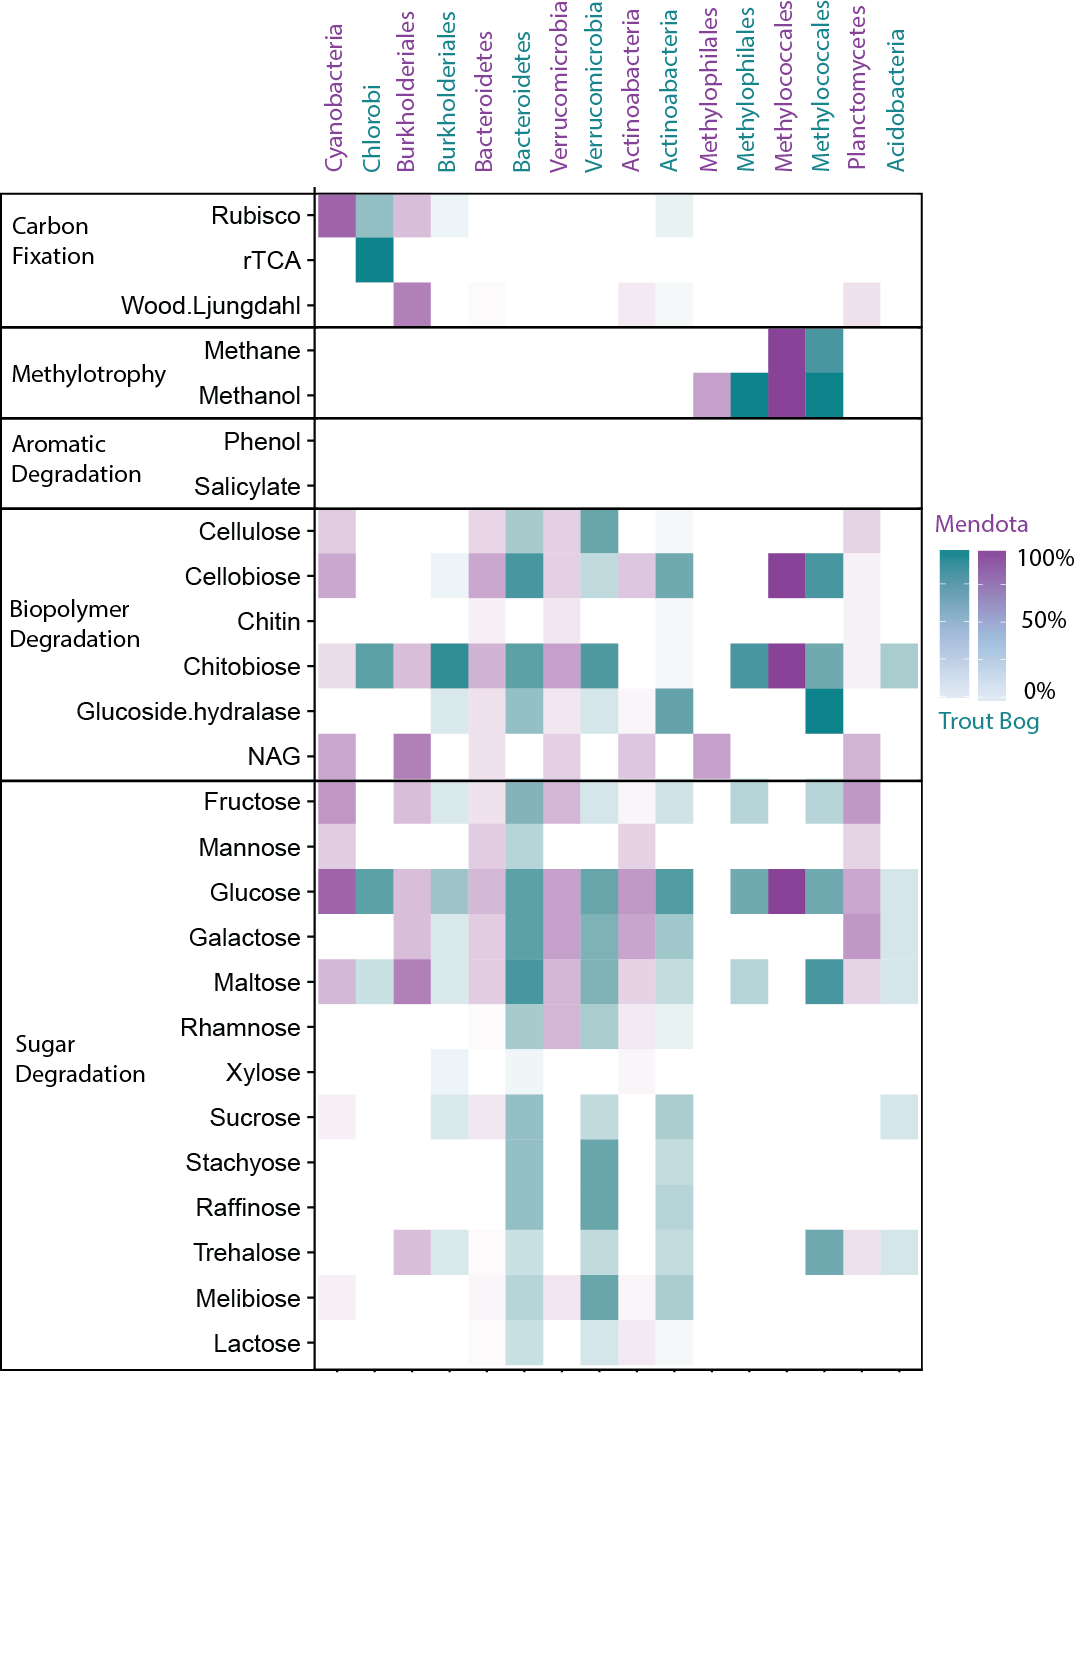 Cyanobacteria
Chlorobi
Burkholderiales
Burkholderiales
Bacteroidetes
Bacteroidetes
Verrucomicrobia
Verrucomicrobia
Actinoabacteria
Actinoabacteria
Methylophilales
Methylophilales
Methylococcales
Methylococcales
Planctomycetes
Acidobacteria
Carbon
Fixation
Rubisco
rTCA
Wood.Ljungdahl
Methylotrophy
Methane
Methanol
Aromatic
Degradation
Phenol
Salicylate
Biopolymer
Degradation
Cellulose
Cellobiose
Chitin
Chitobiose
Glucoside.hydralase
NAG
Sugar
Degradation
Fructose
Mannose
Glucose
Galactose
Maltose
Rhamnose
Xylose
Sucrose
Stachyose
Raffinose
Trehalose
Melibiose
Lactose
Mendota
100%
50%
0%
Trout Bog